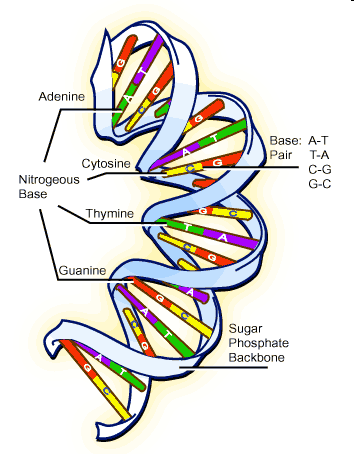 Adenine
Cytosine
Nitrogeous
Base
Thymine
Guanine
Base: A-T
Pair T-A
C-G
G-C
Sugar
Phosphate
Backbone
G
T
A
C
G
G
A T
C G
G C
T A
C G
A
G C
A T
C G
A T
G C